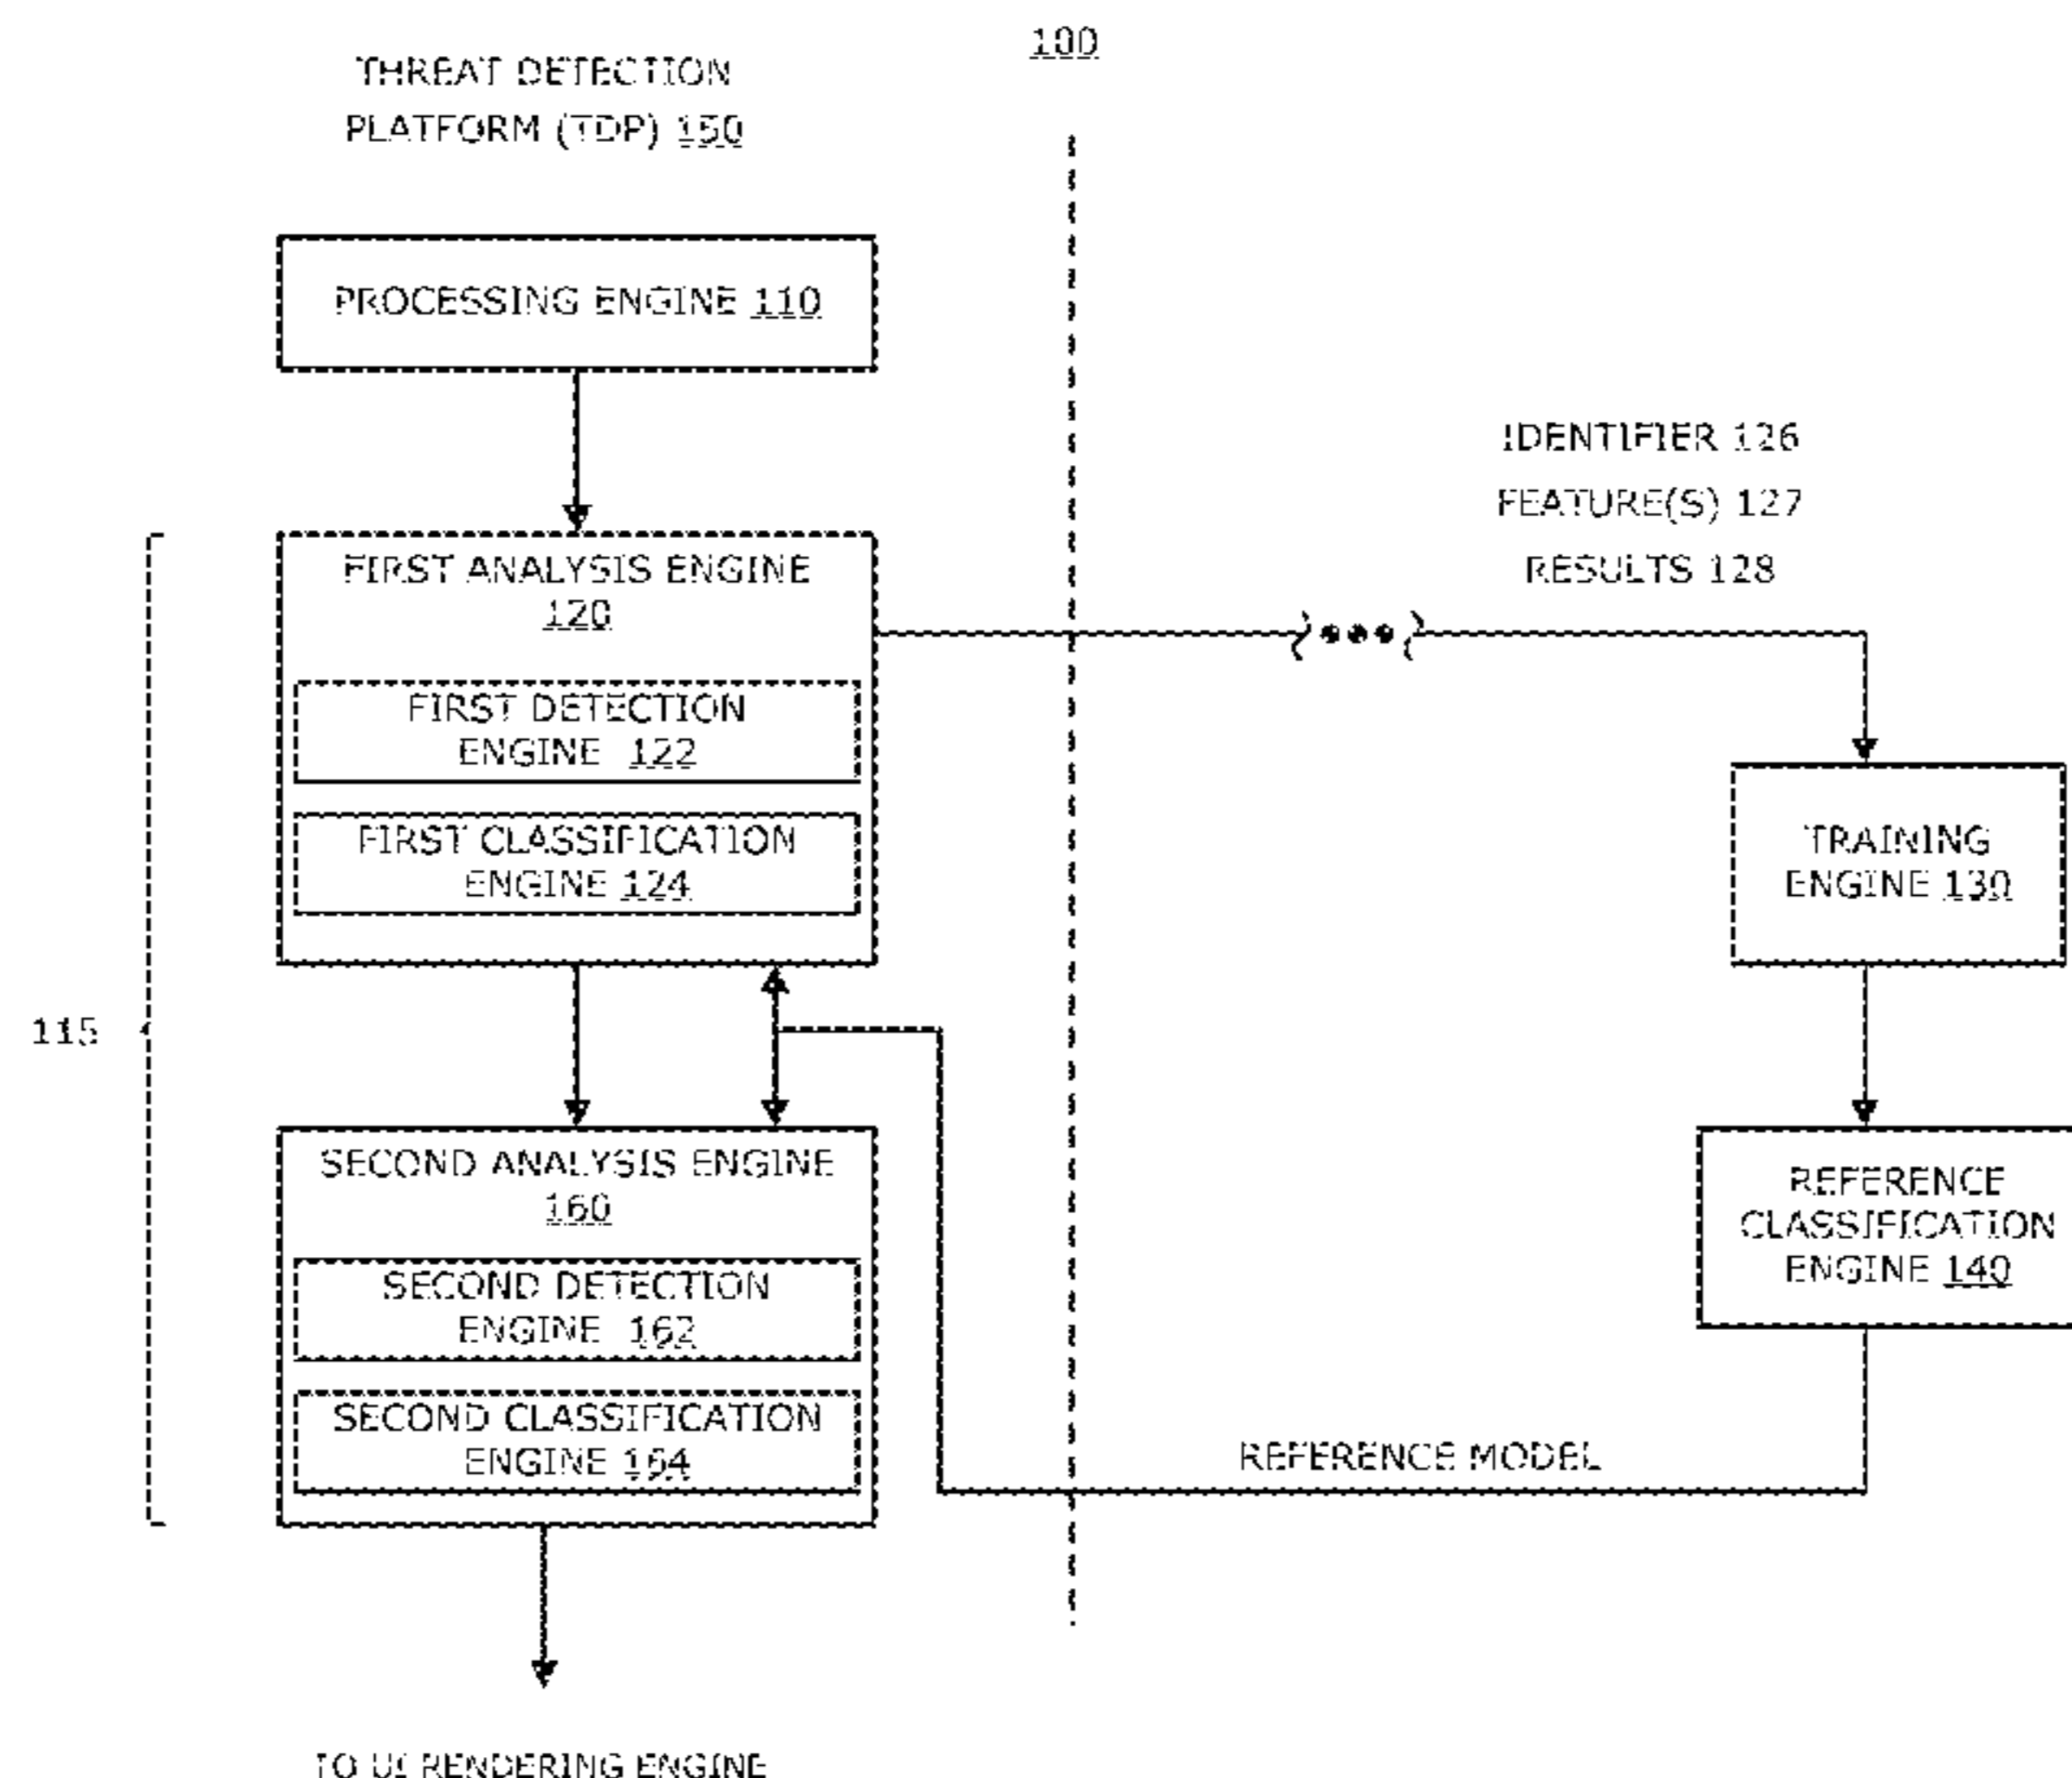 100
THREAT DETECTION
PLATFORM (TDP) 150
PROCESSING ENGINE 110
IDENTIFIER 126
FEATURE(S) 127
RESULTS 128
FIRST ANALYSIS ENGINE
120
FIRST DETECTION
ENGINE 122
FIRST CLASSIFICATION
ENGINE 124
TRAINING
ENGINE 130
115
SECOND ANALYSIS ENGINE
160
SECOND DETECTION
ENGINE 162
SECOND CLASSIFICATION
ENGINE 164
REFERENCE
CLASSIFICATION
ENGINE 140
REFERENCE MODEL
TO UI RENDERING ENGINE